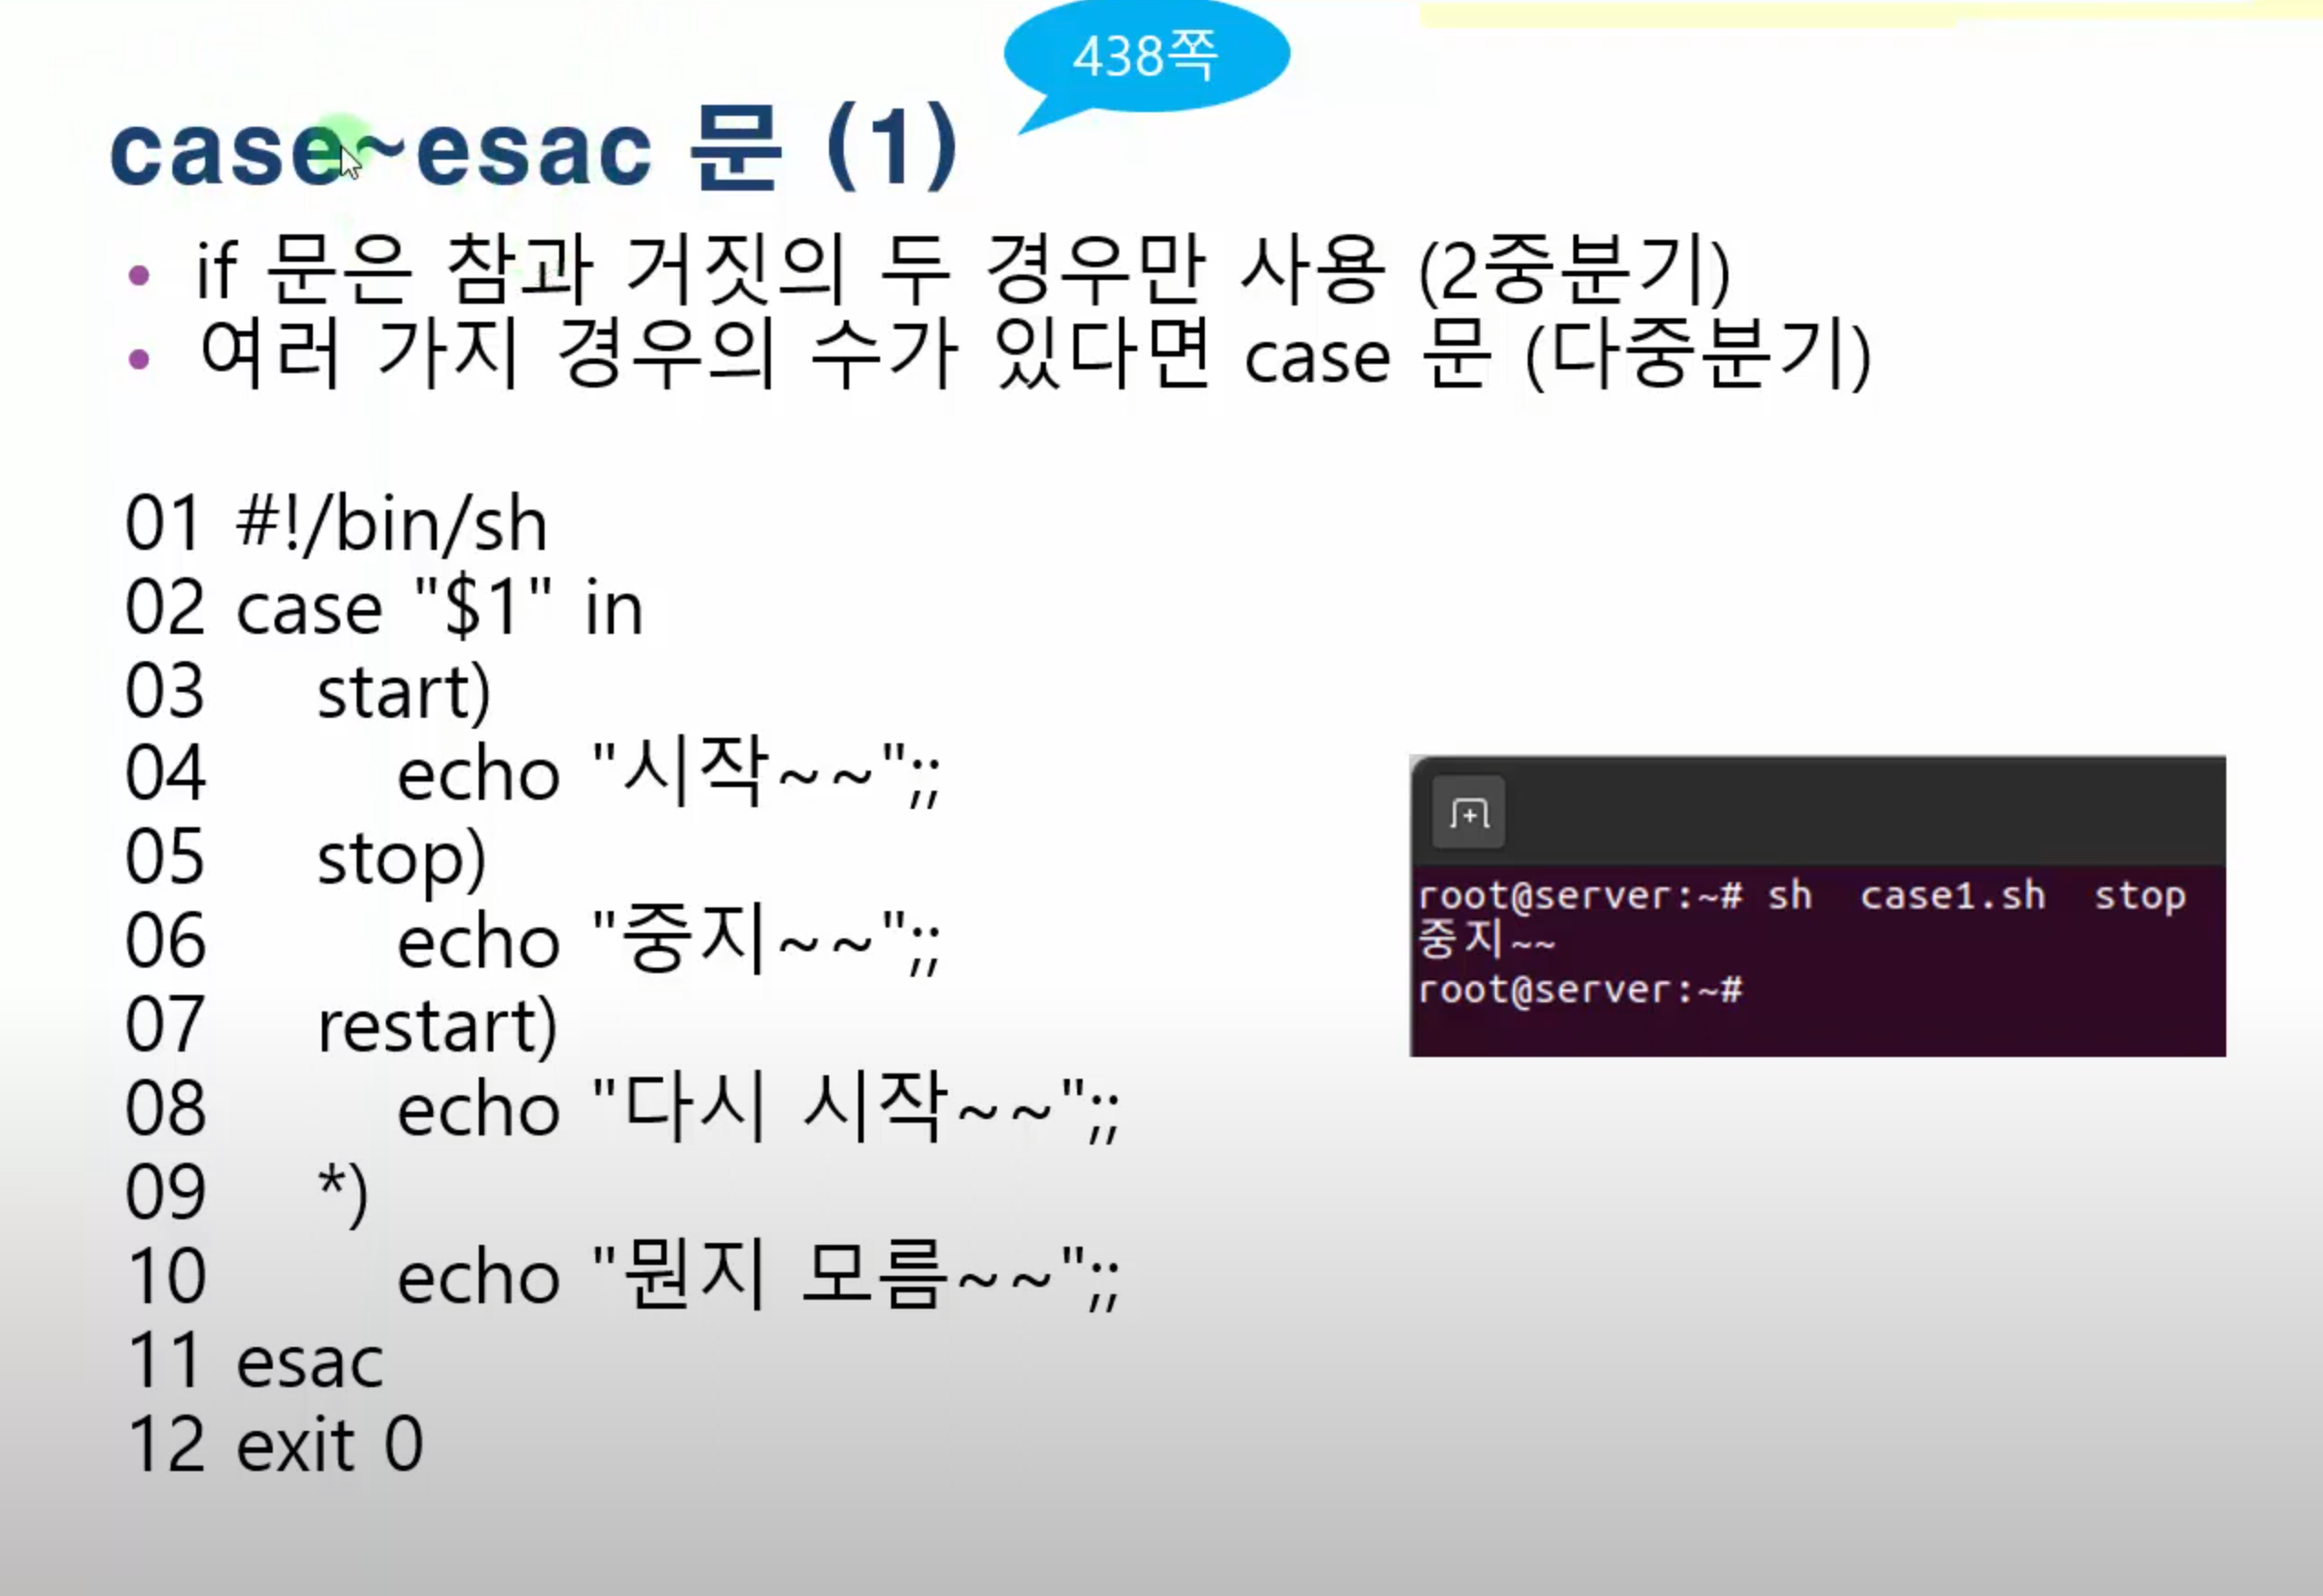 438쪽
case~esac 문 (1)
• if 문은 참과 거짓의 두 경우만 사용 (2중분기)
• 여러 가지 경우의 수가 있다면 case 문 (다중분기)
01 #!/bin/sh
02 case "$1" in
03 start)
04 echo "시작~~";;
05 stop)
06 echo "중지~~";;
07 restart)
08 echo "다시 시작~~";;
09 *)
10 echo "뭔지 모름~~";;
11 esac
12 exit 0
root@server:~# sh case1.sh stop
중지~~
root@server:~#